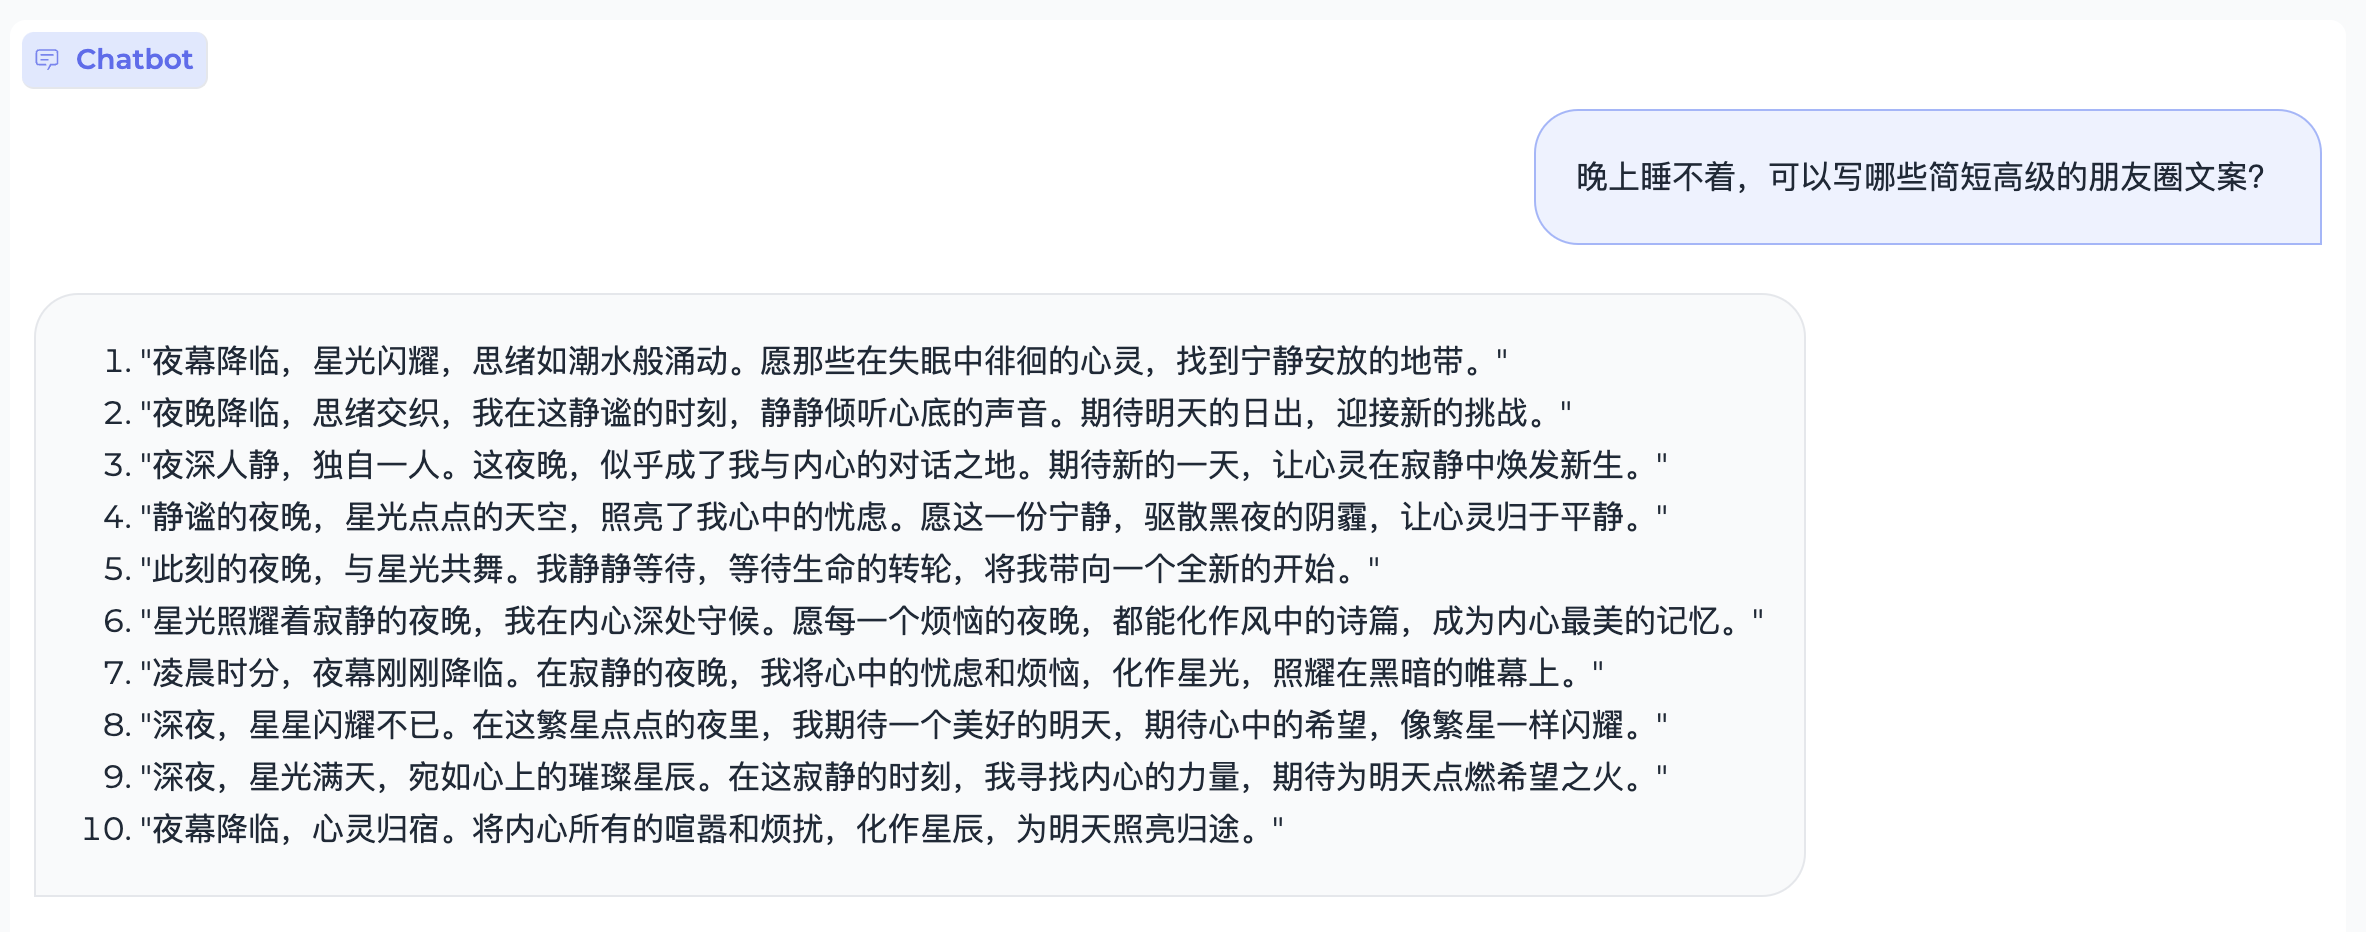 Chatbot
晚上睡不着，可以写哪些简短高级的朋友圈文案？
1. "夜幕降临，星光闪耀，思绪如潮水般涌动。愿那些在失眠中徘徊的心灵，找到宁静安放的地带。"
2. "夜晚降临，思绪交织，我在这静谧的时刻，静静倾听心底的声音。期待明天的日出，迎接新的挑战。"
3. "夜深人静，独自一人。这夜晚，似乎成了我与内心的对话之地。期待新的一天，让心灵在寂静中焕发新生。"
4. "静谧的夜晚，星光点点的天空，照亮了我心中的忧虑。愿这一份宁静，驱散黑夜的阴霾，让心灵归于平静。"
5. "此刻的夜晚，与星光共舞。我静静等待，等待生命的转轮，将我带向一个全新的开始。"
6. "星光照耀着寂静的夜晚，我在内心深处守候。愿每一个烦恼的夜晚，都能化作风中的诗篇，成为内心最美的记忆。"
7. "凌晨时分，夜幕刚刚降临。在寂静的夜晚，我将心中的忧虑和烦恼，化作星光，照耀在黑暗的帷幕上。"
8. "深夜，星星闪耀不已。在这繁星点点的夜里，我期待一个美好的明天，期待心中的希望，像繁星一样闪耀。"
9. "深夜，星光满天，宛如心上的璀璨星辰。在这寂静的时刻，我寻找内心的力量，期待为明天点燃希望之火。"
10. "夜幕降临，心灵归宿。将内心所有的喧嚣和烦扰，化作星辰，为明天照亮归途。"